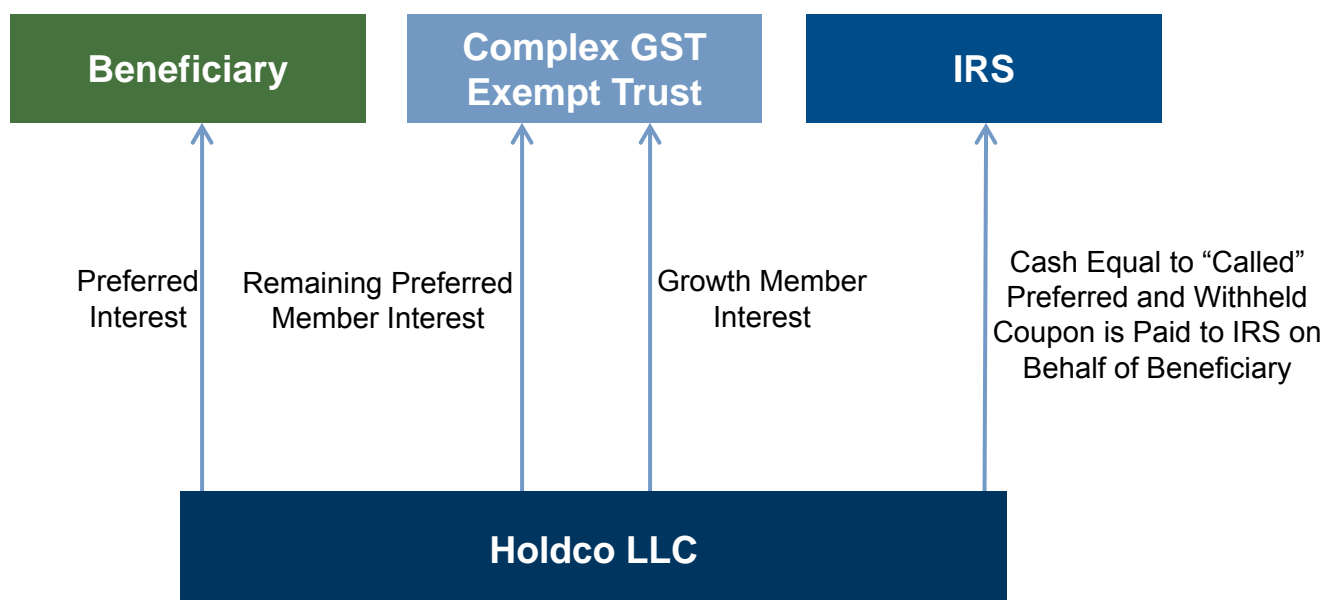 Beneficiary
Complex GST
Exempt Trust
IRS
Preferred
Interest
Remaining Preferred
Member Interest
Growth Member
Interest
Cash Equal to “Called”
Preferred and Withheld
Coupon is Paid to IRS on
Behalf of Beneficiary
Holdco LLC